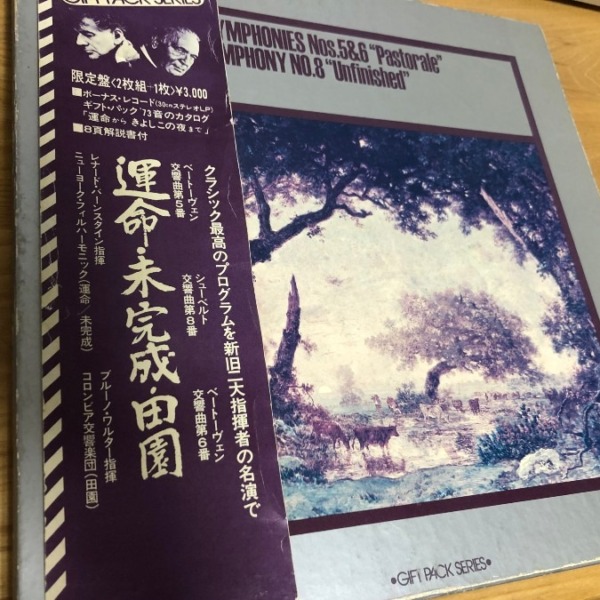 GIFT PACK SERIES
限定盤<2枚組+1枚>¥3,000
■ボーナス・レコード(30cmステレオLP)
ギフト・パック'73音のカタログ
「運命からきよしこの夜まで」
■8頁解説書付
クラシック最高のプログラムを新旧二大指揮者の名演で
ベートーヴェン
交響曲第5番
シューベルト
交響曲第8番
ベートーヴェン
交響曲第6番
運命・未完成・田園
レナード・バーンスタイン指揮
ニューヨーク・フィルハーモニック(運命/未完成)
ブルーノ・ワルター指揮
コロンビア交響楽団(田園)
YMPHONIES Nos.5&6 "Pastorale"
MPHONY NO.8 "Unfinished"
•GIFT PACK SERIES•